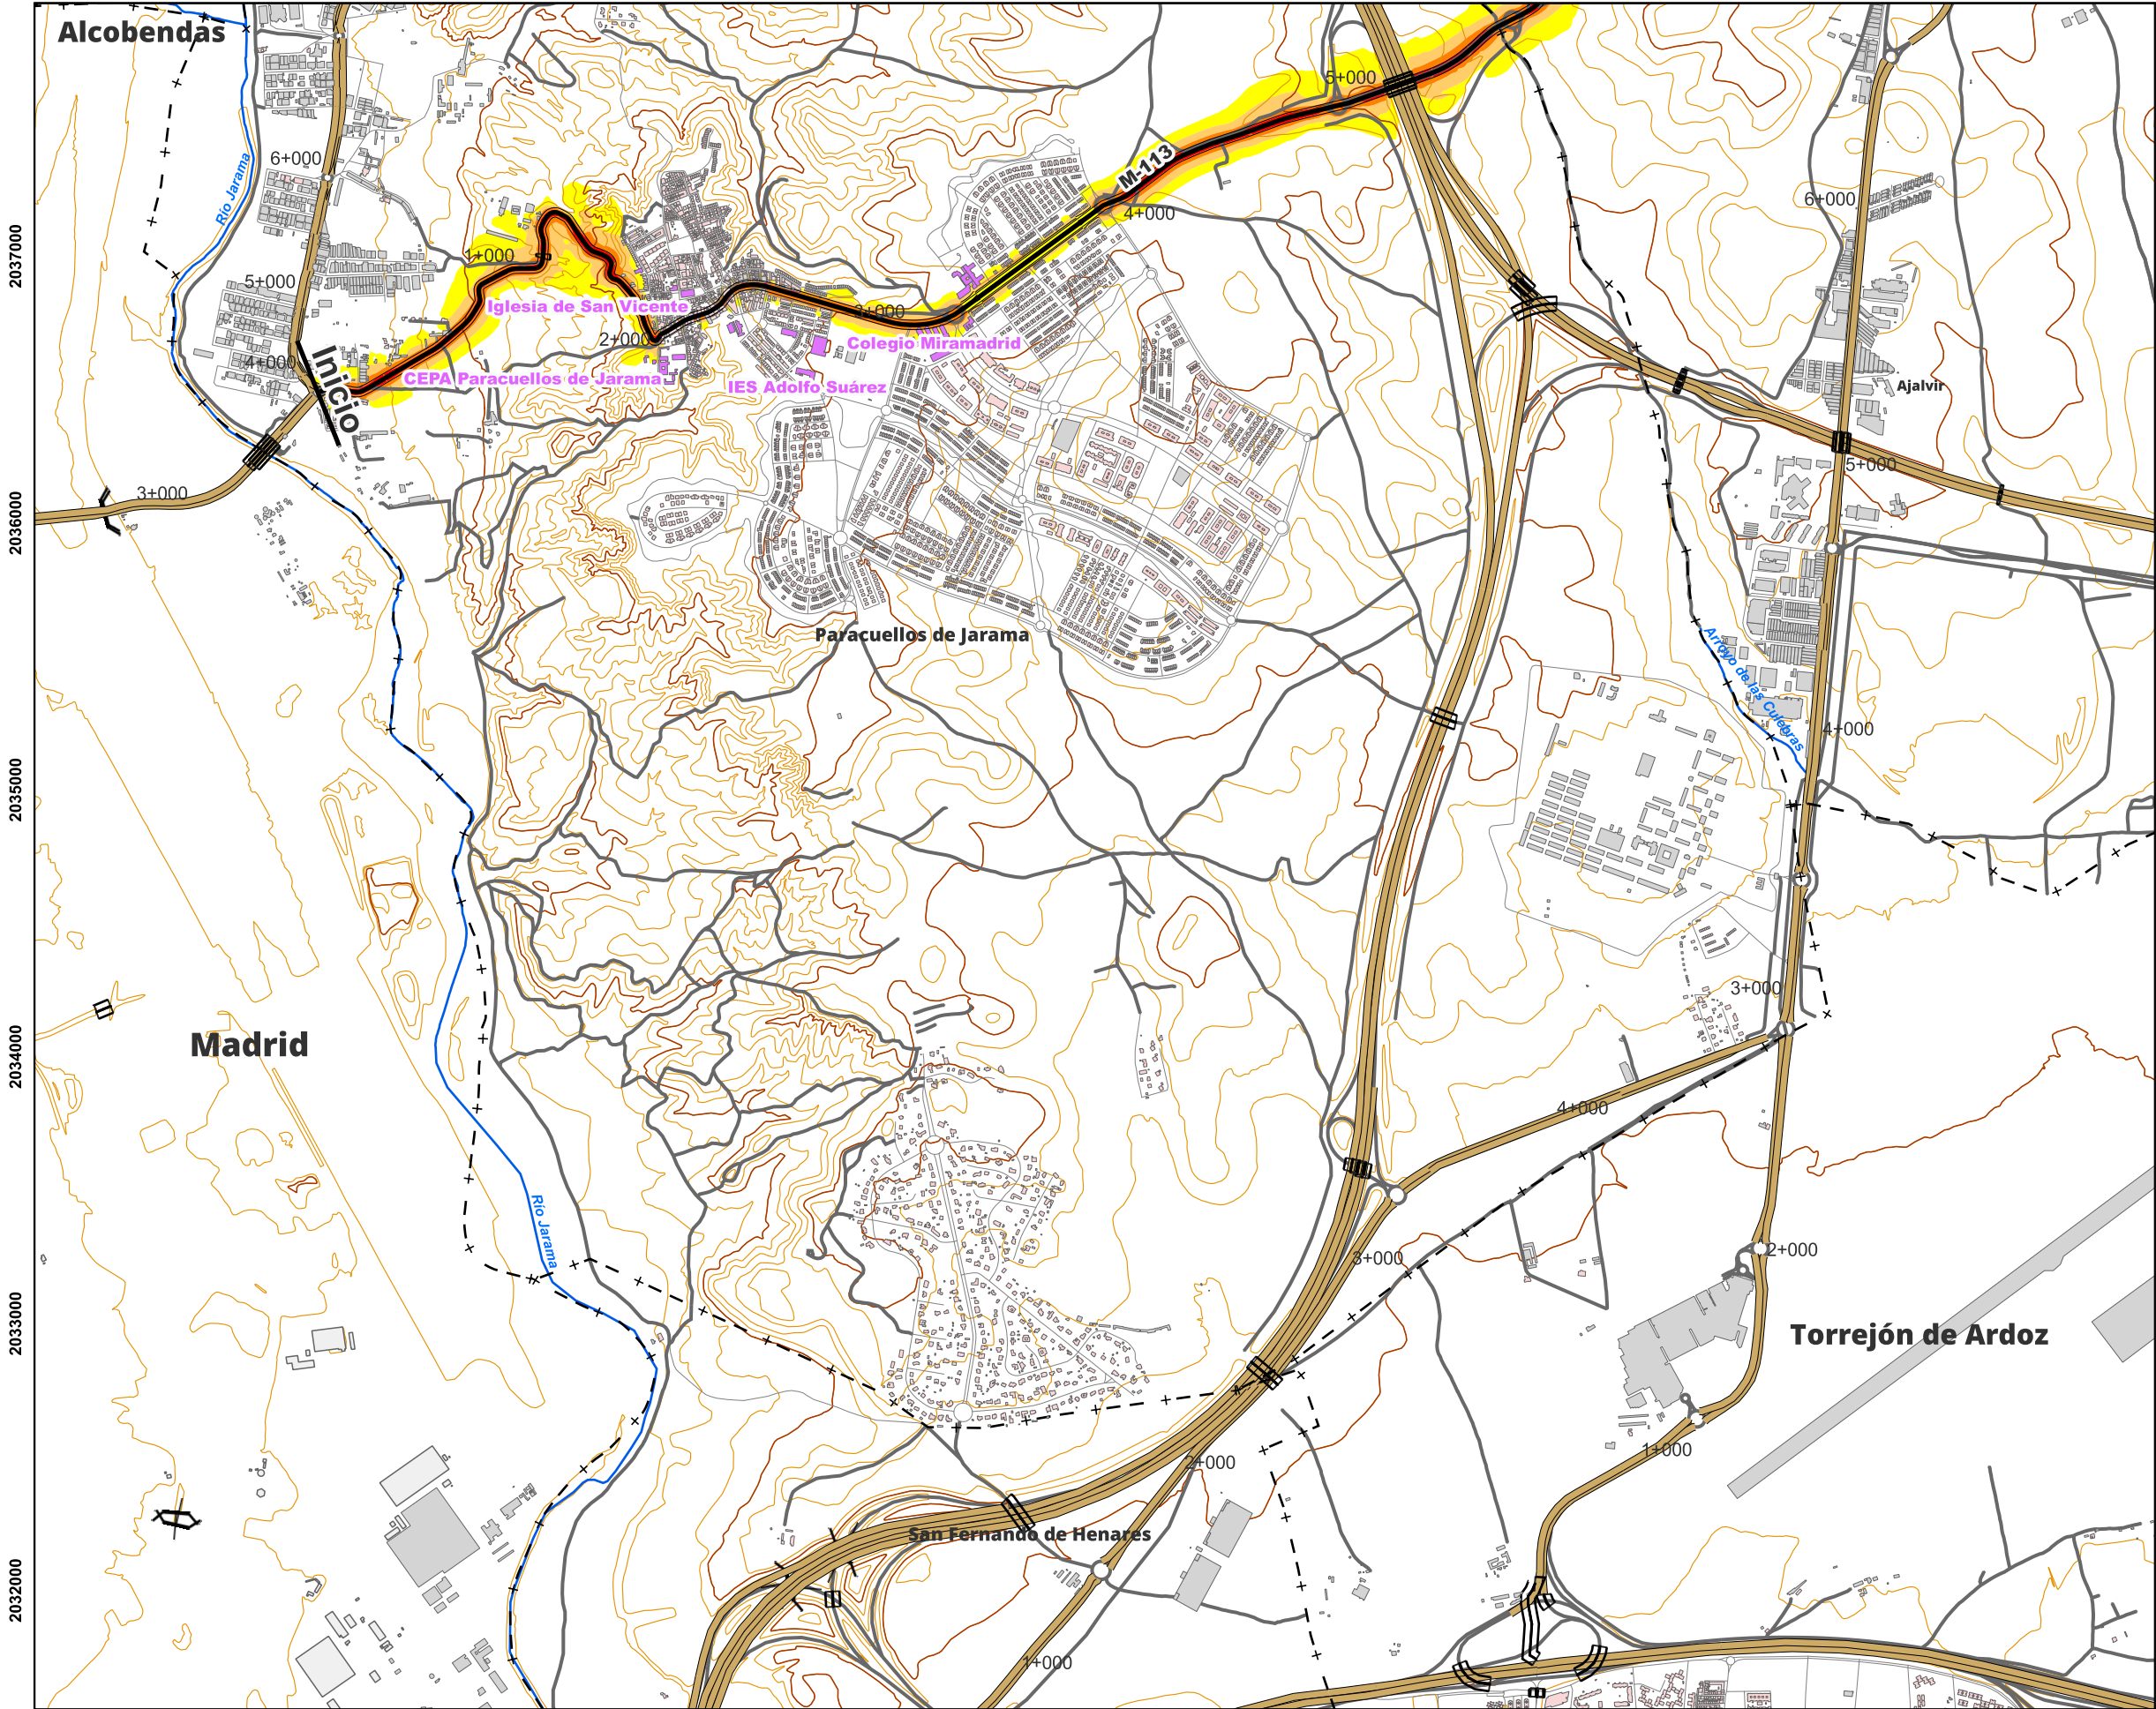 Alcobendas
5+000
M-113
6+000
Río Jarama
4+000
6+000
2037000
1+000
5+000
Iglesia de San Vicente
3+000
2+000
Colegio Miramadrid
4+000
Inicio
CEPA Paracuellos de Jarama
IES Adolfo Suárez
Ajalvir
5+000
3+000
2036000
Paracuellos de Jarama
Arroyo de las Culebras
4+000
2035000
3+000
Madrid
2034000
4+000
Río Jarama
3+000
2+000
2033000
Torrejón de Ardoz
1+000
2+000
San Fernando de Henares
2032000
1+000